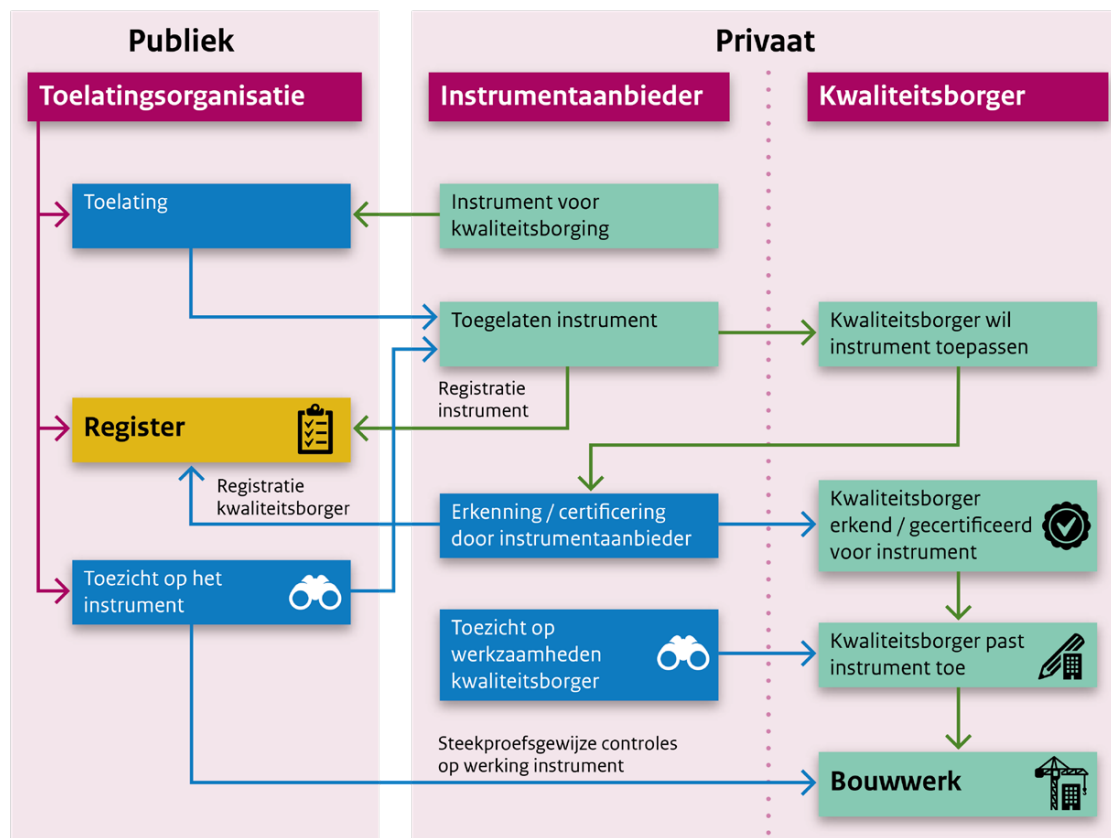 Publiek
Privaat
Toelatingsorganisatie
Instrumentaanbieder
Kwaliteitsborger
Toelating
Instrument voor
kwaliteitsborging
Toegelaten instrument
Kwaliteitsborger wil
instrument toepassen
Registratie
instrument
Register
Registratie
kwaliteitsborger
Erkenning / certificering
door instrumentaanbieder
Kwaliteitsborger
erkend / gecertificeerd
voor instrument
Toezicht op het
instrument
Toezicht op
werkzaamheden
kwaliteitsborger
Kwaliteitsborger past
instrument toe
Steekproefsgewijze controles
op werking instrument
Bouwwerk